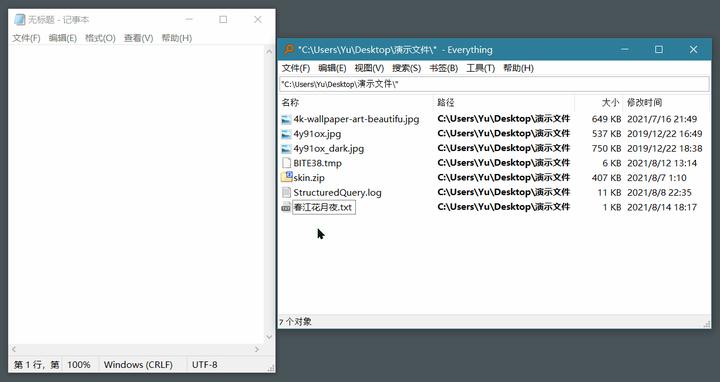 无标题 - 记事本
文件(F) 编辑(E) 格式(O) 查看(V) 帮助(H)
第 1 行，第 100% Windows (CRLF) UTF-8
"C:\Users\Yu\Desktop\演示文件\" - Everything
文件(F) 编辑(E) 视图(V) 搜索(S) 书签(B) 工具(T) 帮助(H)
"C:\Users\Yu\Desktop\演示文件\"
名称 路径 大小 修改时间
4k-wallpaper-art-beautifu.jpg C:\Users\Yu\Desktop\演示文件 649 KB 2021/7/16 21:49
4y91ox.jpg C:\Users\Yu\Desktop\演示文件 537 KB 2019/12/22 16:49
4y91ox_dark.jpg C:\Users\Yu\Desktop\演示文件 750 KB 2019/12/22 18:38
BITE38.tmp C:\Users\Yu\Desktop\演示文件 6 KB 2021/8/12 13:14
skin.zip C:\Users\Yu\Desktop\演示文件 407 KB 2021/8/7 1:10
StructuredQuery.log C:\Users\Yu\Desktop\演示文件 11 KB 2021/8/8 22:35
春江花月夜.txt C:\Users\Yu\Desktop\演示文件 1 KB 2021/8/14 18:17
7 个对象